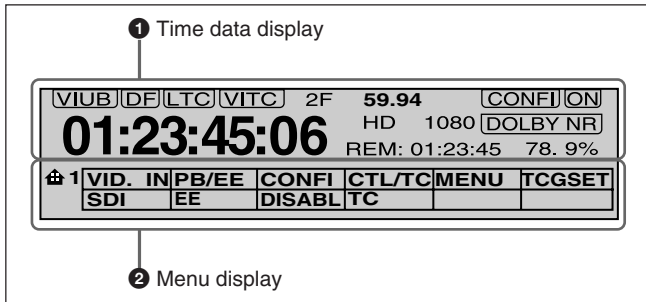 ❶ Time data display
VIUB DF LTC VITC 2F 59.94 CONFI ON
01:23:45:06 HD 1080 DOLBY NR
REM: 01:23:45 78. 9%
1 VID. IN PB/EE CONFI CTL/TC MENU TCGSET
SDI EE DISABL TC
❷ Menu display